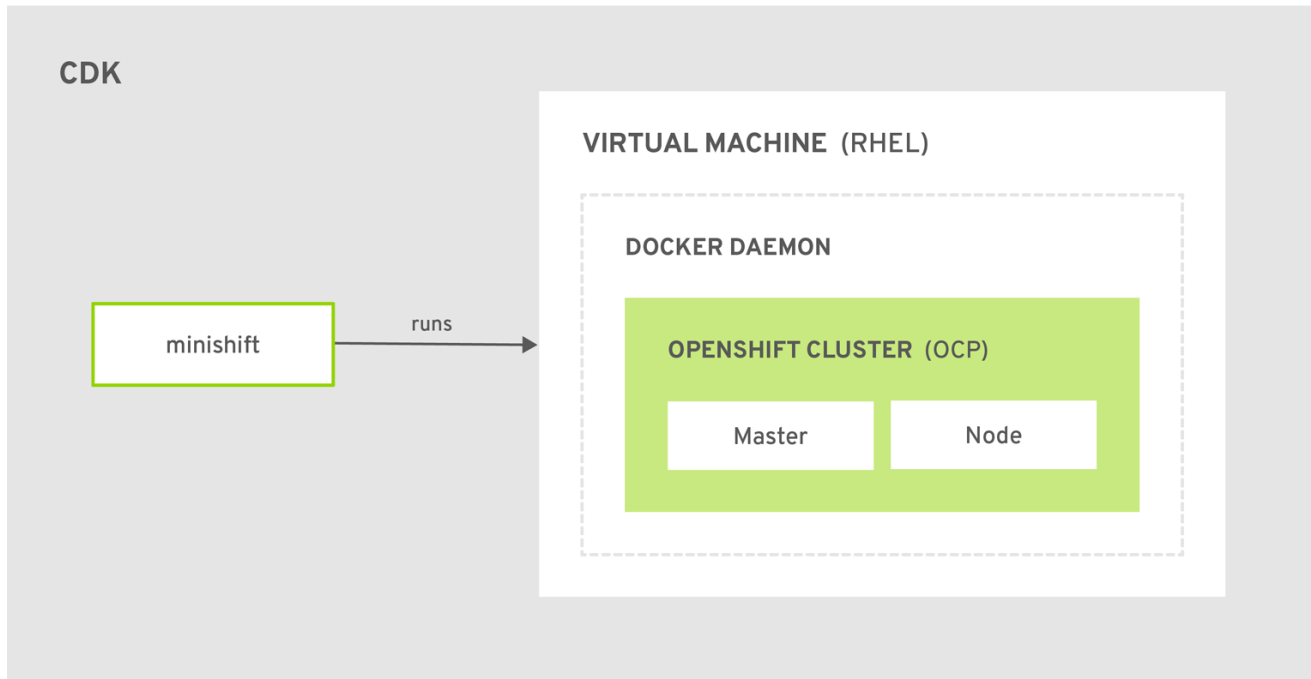 CDK
VIRTUAL MACHINE (RHEL)
DOCKER DAEMON
runs
minishift
OPENSHIFT CLUSTER (OCP)
Master
Node